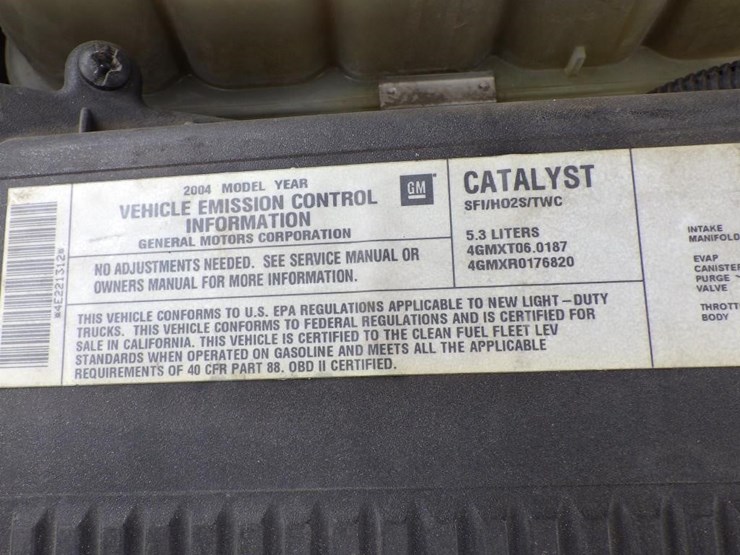 *4E221312*
2004 MODEL YEAR
VEHICLE EMISSION CONTROL
INFORMATION
GENERAL MOTORS CORPORATION
GM
NO ADJUSTMENTS NEEDED. SEE SERVICE MANUAL OR
OWNERS MANUAL FOR MORE INFORMATION.
CATALYST
SFI/HO2S/TWC
5.3 LITERS
4GMXT06.0187
4GMXR0176820
THIS VEHICLE CONFORMS TO U.S. EPA REGULATIONS APPLICABLE TO NEW LIGHT-DUTY
TRUCKS. THIS VEHICLE CONFORMS TO FEDERAL REGULATIONS AND IS CERTIFIED FOR
SALE IN CALIFORNIA. THIS VEHICLE IS CERTIFIED TO THE CLEAN FUEL FLEET LEV
STANDARDS WHEN OPERATED ON GASOLINE AND MEETS ALL THE APPLICABLE
REQUIREMENTS OF 40 CFR PART 88. OBD II CERTIFIED.
INTAKE
MANIFOLD
EVAP
CANISTER
PURGE
VALVE
THROTT
BODY